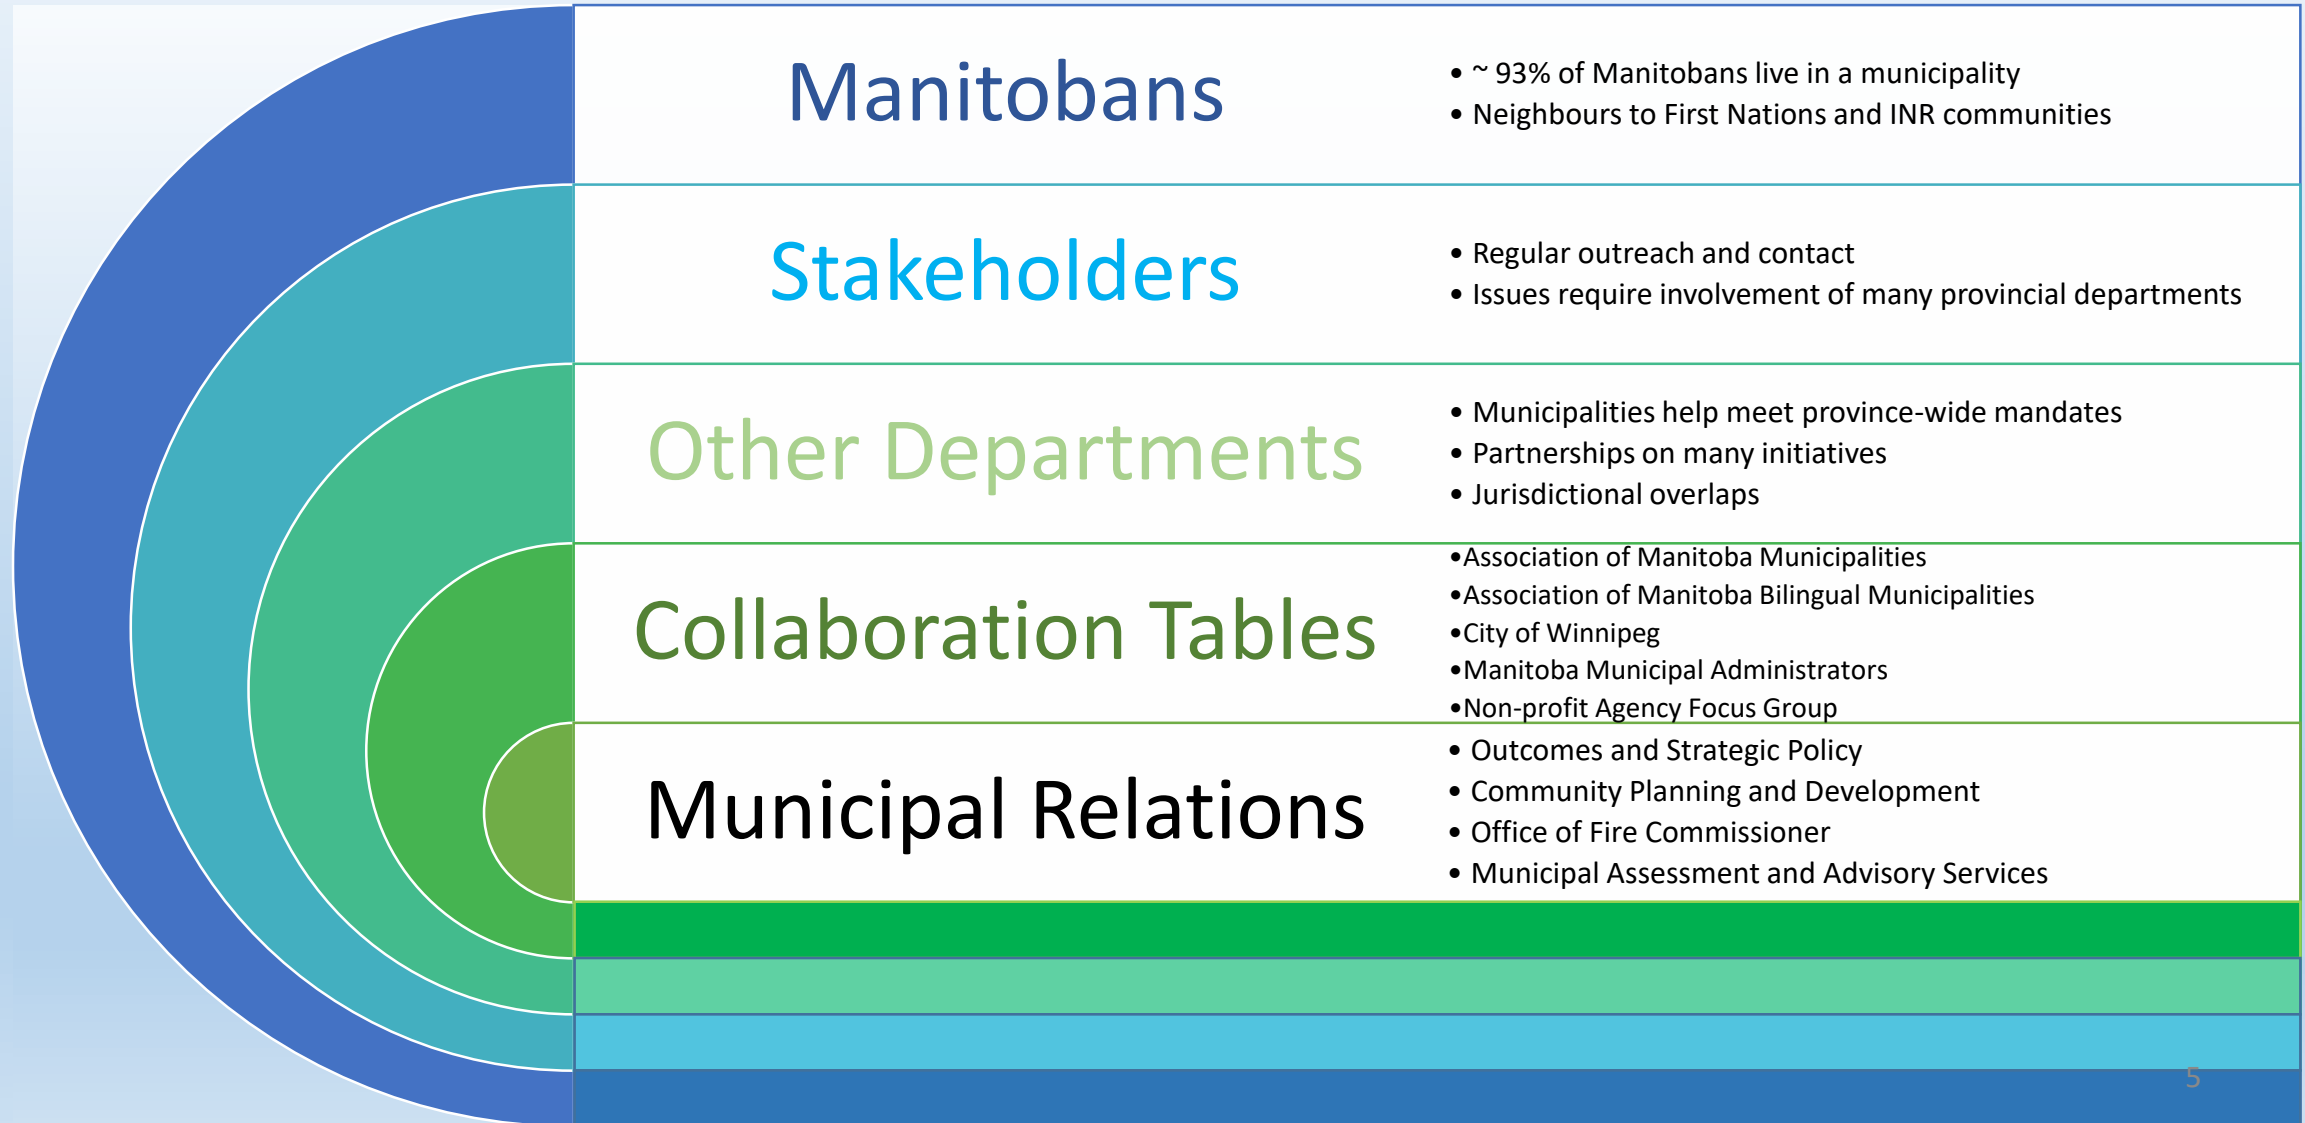 Manitobans
• ~ 93% of Manitobans live in a municipality
• Neighbours to First Nations and INR communities
Stakeholders
• Regular outreach and contact
• Issues require involvement of many provincial departments
Other Departments
• Municipalities help meet province-wide mandates
• Partnerships on many initiatives
• Jurisdictional overlaps
Collaboration Tables
•Association of Manitoba Municipalities
•Association of Manitoba Bilingual Municipalities
•City of Winnipeg
•Manitoba Municipal Administrators
•Non-profit Agency Focus Group
Municipal Relations
• Outcomes and Strategic Policy
• Community Planning and Development
• Office of Fire Commissioner
• Municipal Assessment and Advisory Services
5